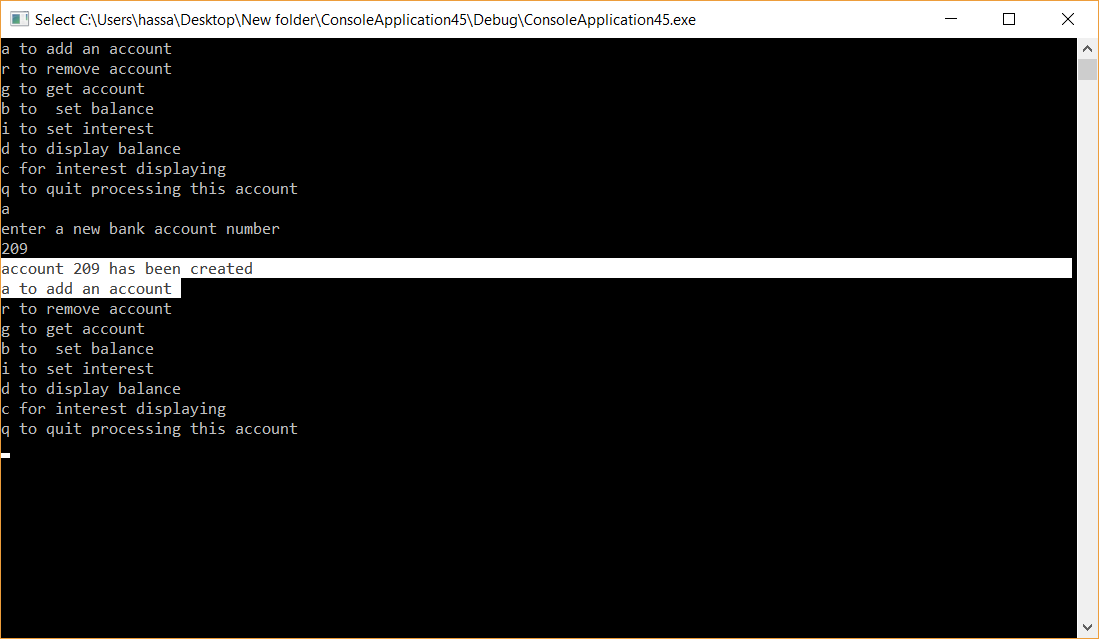 Select C:\Users\hassa\Desktop\New folder\ConsoleApplication45\Debug\ConsoleApplication45.exe
a to add an account
r to remove account
g to get account
b to  set balance
i to set interest
d to display balance
c for interest displaying
q to quit processing this account
a
enter a new bank account number
209
account 209 has been created
a to add an account
r to remove account
g to get account
b to  set balance
i to set interest
d to display balance
c for interest displaying
q to quit processing this account